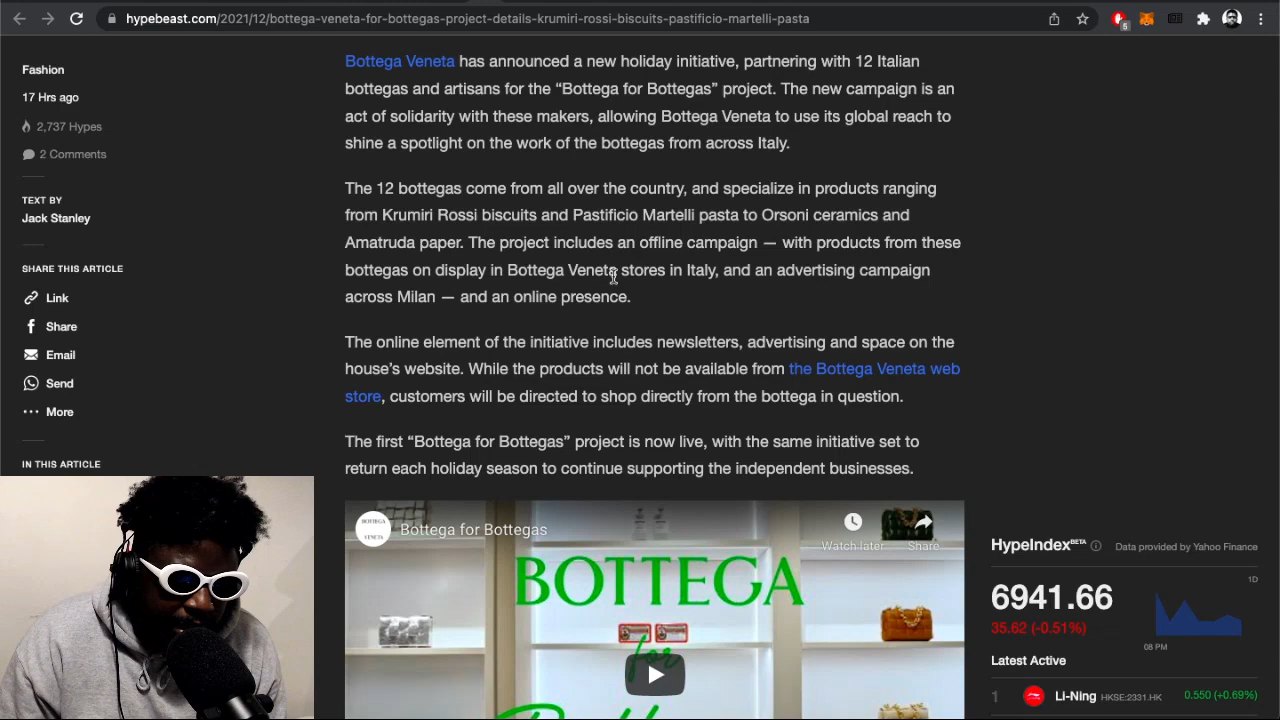 hypebeast.com/2021/12/bottega-veneta-for-bottegas-project-details-krumiri-rossi-biscuits-pastificio-martelli-pasta
5
Fashion
17 Hrs ago
2,737 Hypes
2 Comments
TEXT BY
Jack Stanley
SHARE THIS ARTICLE
Link
Share
Email
Send
More
IN THIS ARTICLE
Bottega Veneta has announced a new holiday initiative, partnering with 12 Italian
bottegas and artisans for the “Bottega for Bottegas” project. The new campaign is an
act of solidarity with these makers, allowing Bottega Veneta to use its global reach to
shine a spotlight on the work of the bottegas from across Italy.
The 12 bottegas come from all over the country, and specialize in products ranging
from Krumiri Rossi biscuits and Pastificio Martelli pasta to Orsoni ceramics and
Amatruda paper. The project includes an offline campaign — with products from these
bottegas on display in Bottega Veneta stores in Italy, and an advertising campaign
across Milan — and an online presence.
The online element of the initiative includes newsletters, advertising and space on the
house’s website. While the products will not be available from the Bottega Veneta web
store, customers will be directed to shop directly from the bottega in question.
The first “Bottega for Bottegas” project is now live, with the same initiative set to
return each holiday season to continue supporting the independent businesses.
BOTTEGA
VENETA
Bottega for Bottegas
Watch later
Share
BOTTEGA
for
HypeIndex BETA
Data provided by Yahoo Finance
1D
6941.66
35.62 (-0.51%)
08 PM
Latest Active
1 Li-Ning HKSE:2331.HK 0.550 (+0.69%)